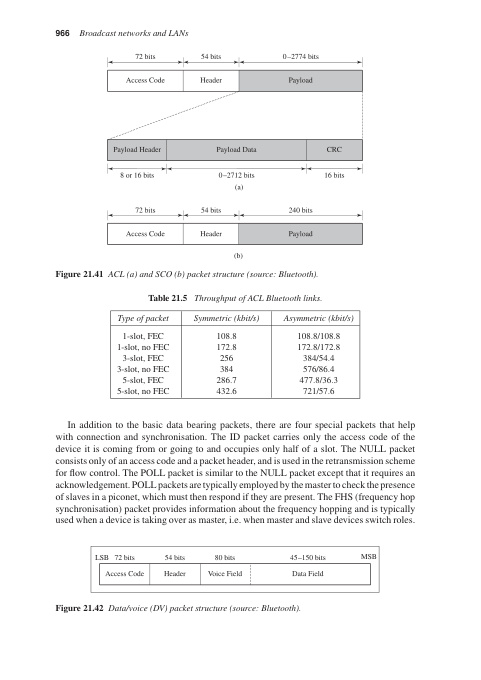 966 Broadcast networks and LANs
72 bits 54 bits 0–2774 bits
Access Code Header Payload
Payload Header Payload Data CRC
8 or 16 bits 0–2712 bits 16 bits
(a)
72 bits 54 bits 240 bits
Access Code Header Payload
(b)
Figure 21.41 ACL (a) and SCO (b) packet structure (source: Bluetooth).
Table 21.5 Throughput of ACL Bluetooth links.
Type of packet Symmetric (kbit/s) Asymmetric (kbit/s)
1-slot, FEC 108.8 108.8/108.8
1-slot, no FEC 172.8 172.8/172.8
3-slot, FEC 256 384/54.4
3-slot, no FEC 384 576/86.4
5-slot, FEC 286.7 477.8/36.3
5-slot, no FEC 432.6 721/57.6
In addition to the basic data bearing packets, there are four special packets that help
with connection and synchronisation. The ID packet carries only the access code of the
device it is coming from or going to and occupies only half of a slot. The NULL packet
consists only of an access code and a packet header, and is used in the retransmission scheme
for flow control. The POLL packet is similar to the NULL packet except that it requires an
acknowledgement. POLL packets are typically employed by the master to check the presence
of slaves in a piconet, which must then respond if they are present. The FHS (frequency hop
synchronisation) packet provides information about the frequency hopping and is typically
used when a device is taking over as master, i.e. when master and slave devices switch roles.
LSB 72 bits 54 bits 80 bits 45–150 bits MSB
Access Code Header Voice Field Data Field
Figure 21.42 Data/voice (DV) packet structure (source: Bluetooth).